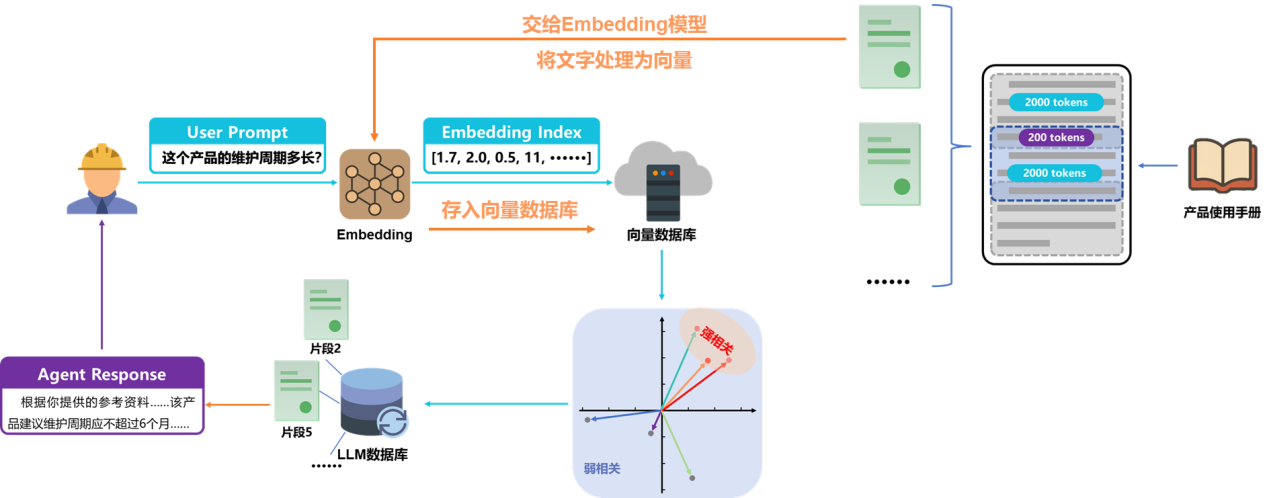 交给Embedding模型
将文字处理为向量
2000 tokens
200 tokens
2000 tokens
产品使用手册
User Prompt
这个产品的维护周期多长?
Embedding
Embedding Index
[1.7, 2.0, 0.5, 11, ••••••]
存入向量数据库
向量数据库
••••••
强相关
弱相关
片段2
片段5
••••••
LLM数据库
Agent Response
根据你提供的参考资料……该产
品建议维护周期应不超过6个月……